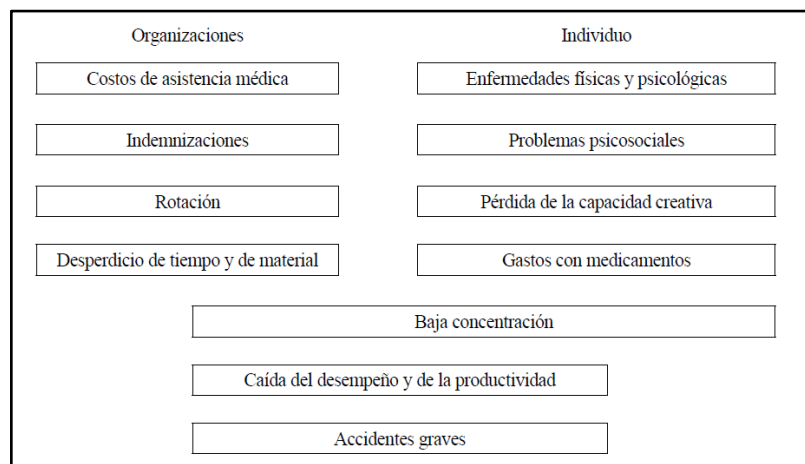 Organizaciones
Individuo
Costos de asistencia médica
Enfermedades físicas y psicológicas
Indemnizaciones
Problemas psicosociales
Rotación
Pérdida de la capacidad creativa
Desperdicio de tiempo y de material
Gastos con medicamentos
Baja concentración
Caída del desempeño y de la productividad
Accidentes graves